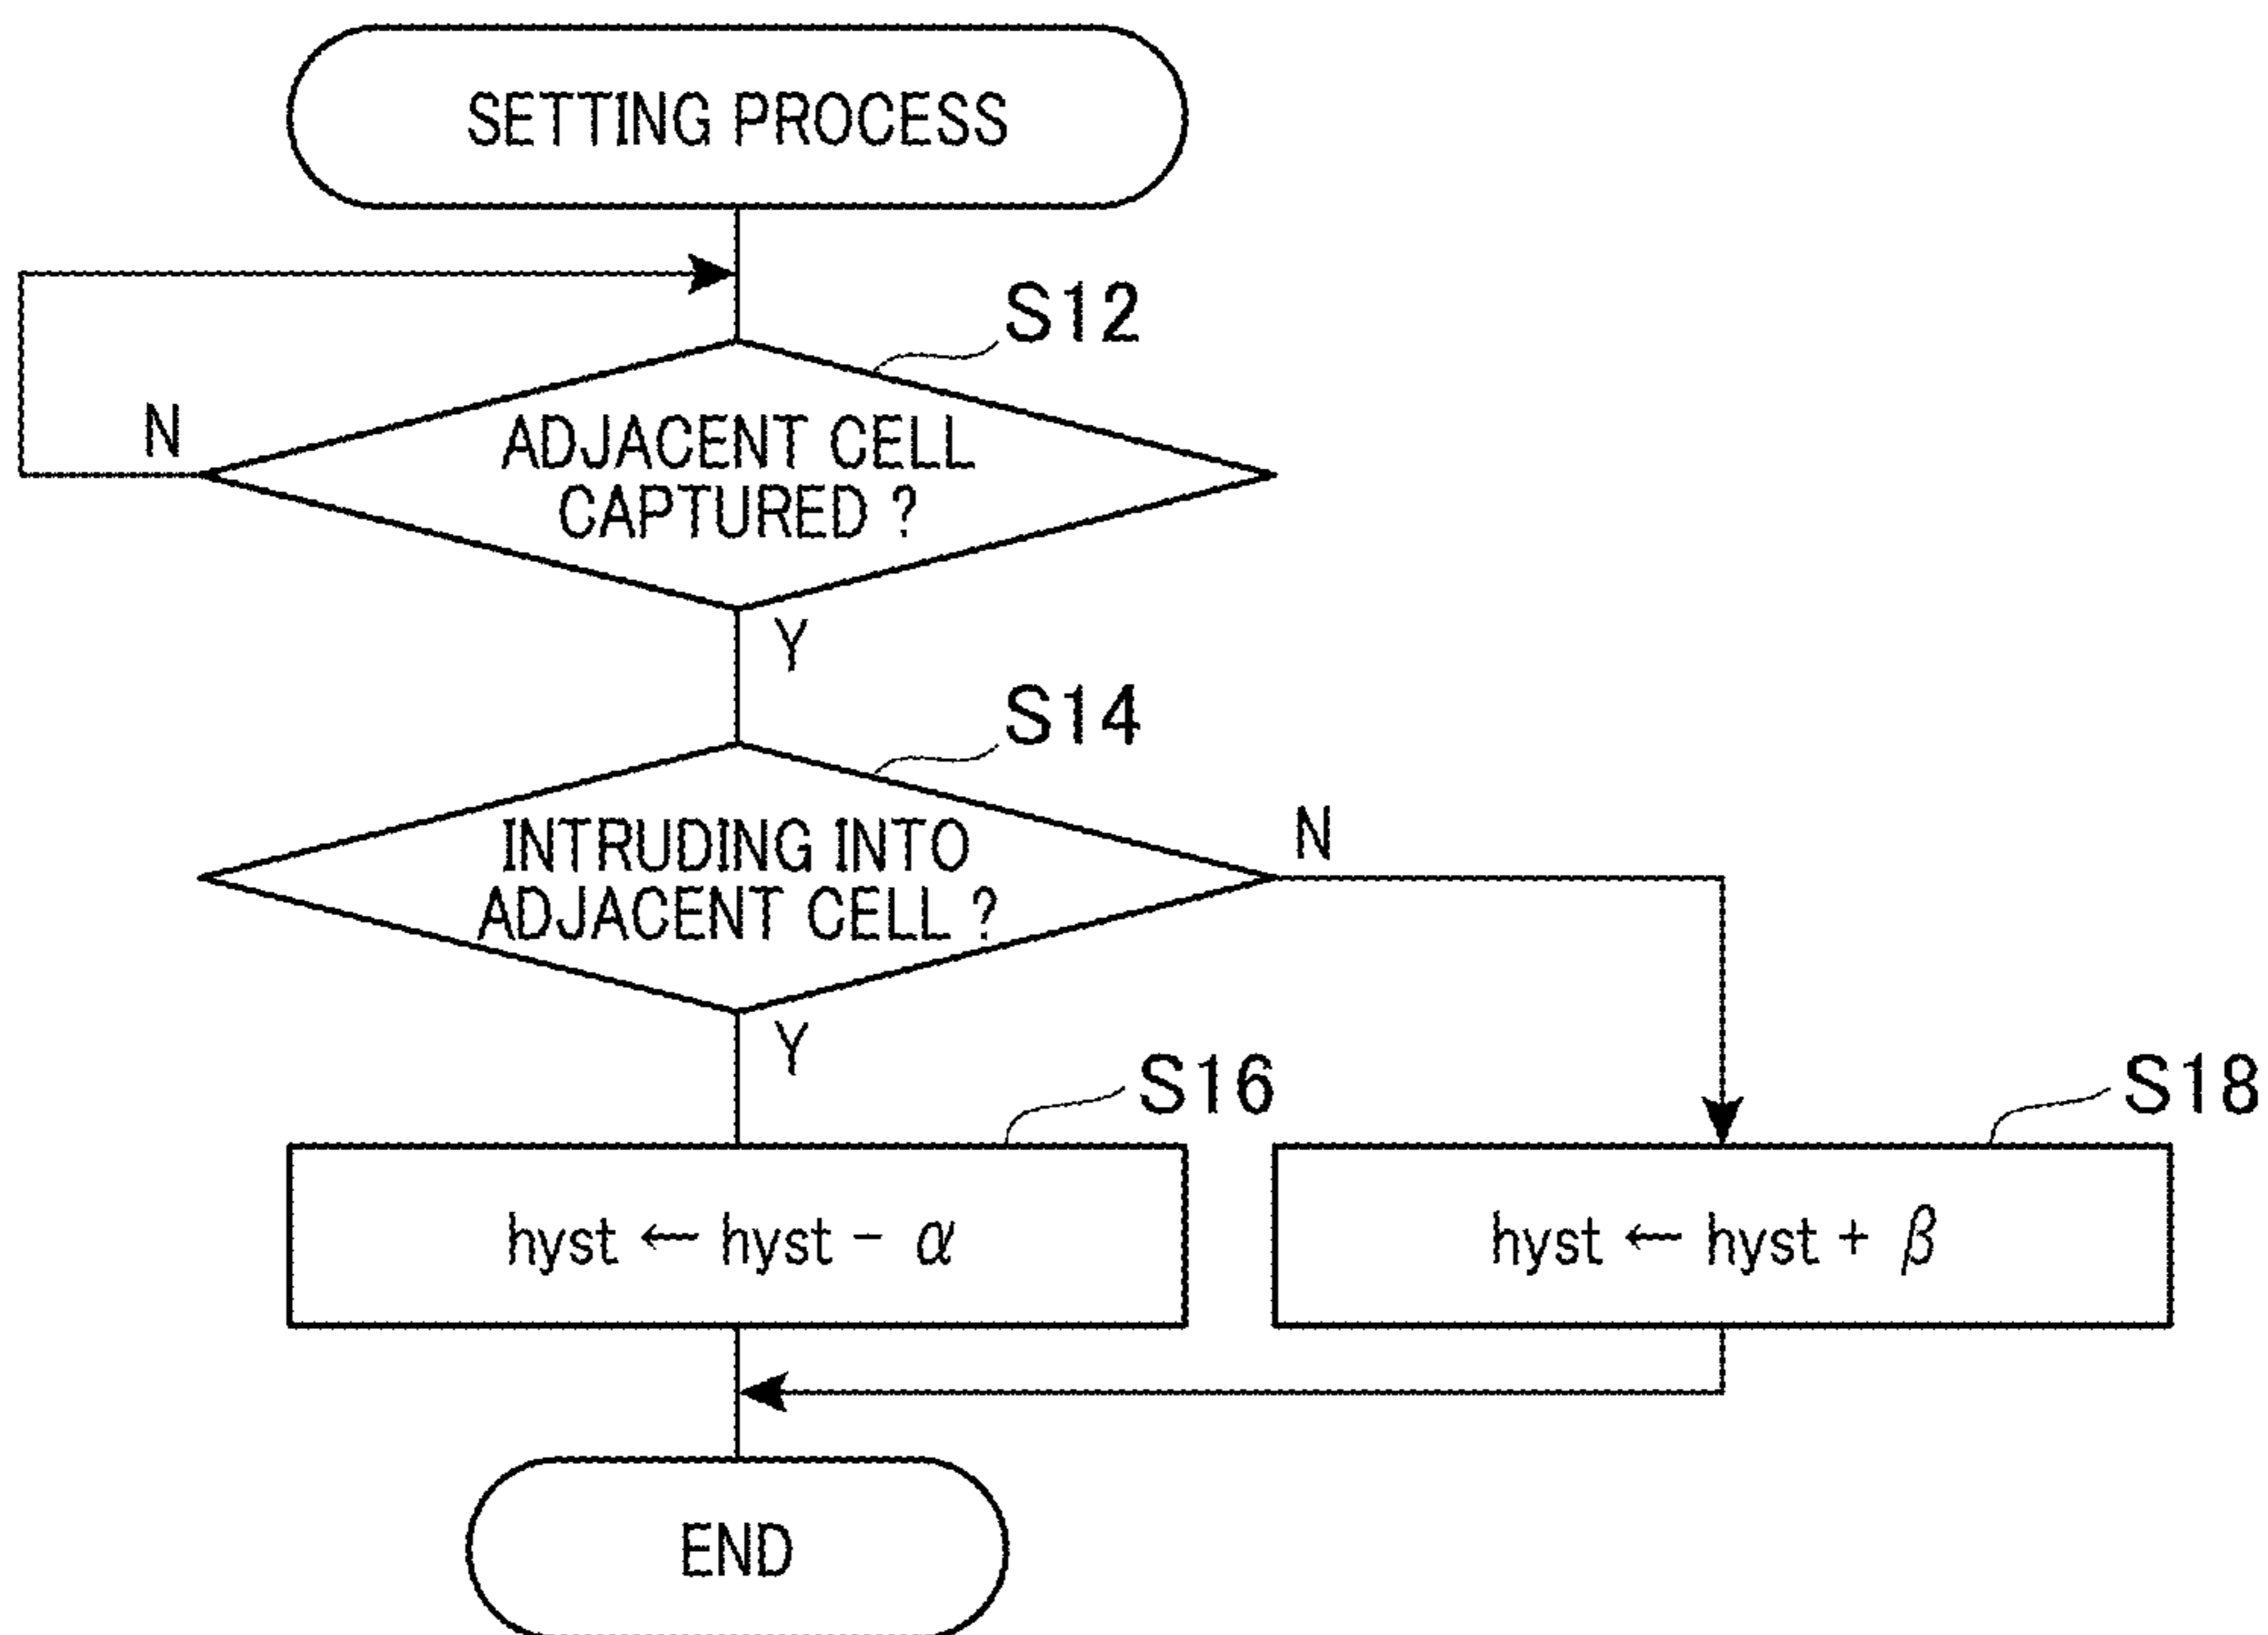 SETTING PROCESS
S12
N
ADJACENT CELL
CAPTURED ?
Y
S14
N
INTRUDING INTO
ADJACENT CELL ?
Y
S16
S18
hyst ← hyst − α
hyst ← hyst + β
END